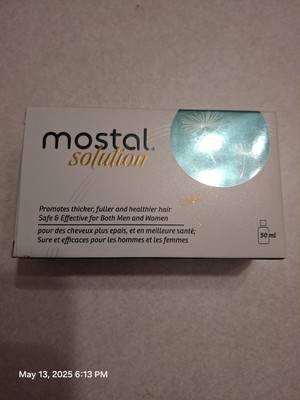 mostal®
solution
Promotes thicker, fuller and healthier hair
Safe & Effective for Both Men and Women
pour des cheveux plus epais, et en meilleure santé;
Sure et efficaces pour les hommes et les femmes
50 ml
May 13, 2025 6:13 PM